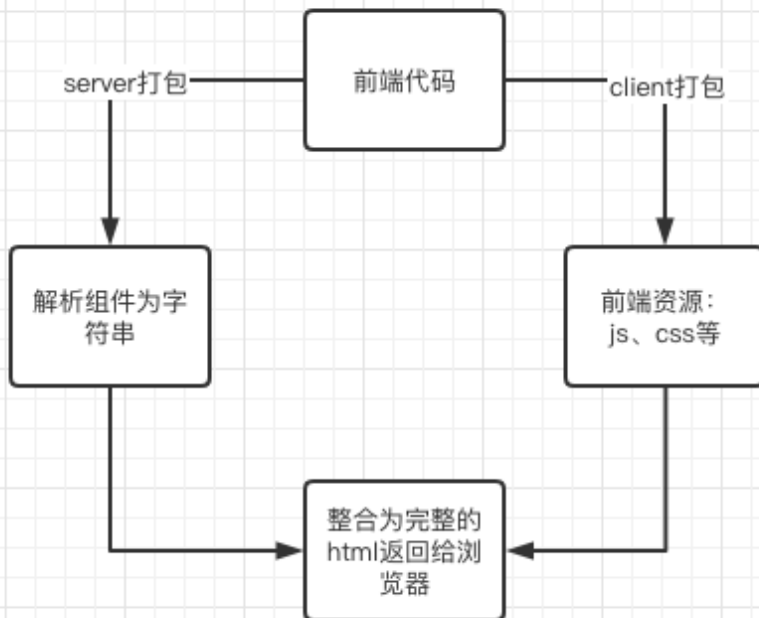 前端代码
server打包
client打包
解析组件为字
符串
前端资源：
js、css等
整合为完整的
html返回给浏
览器